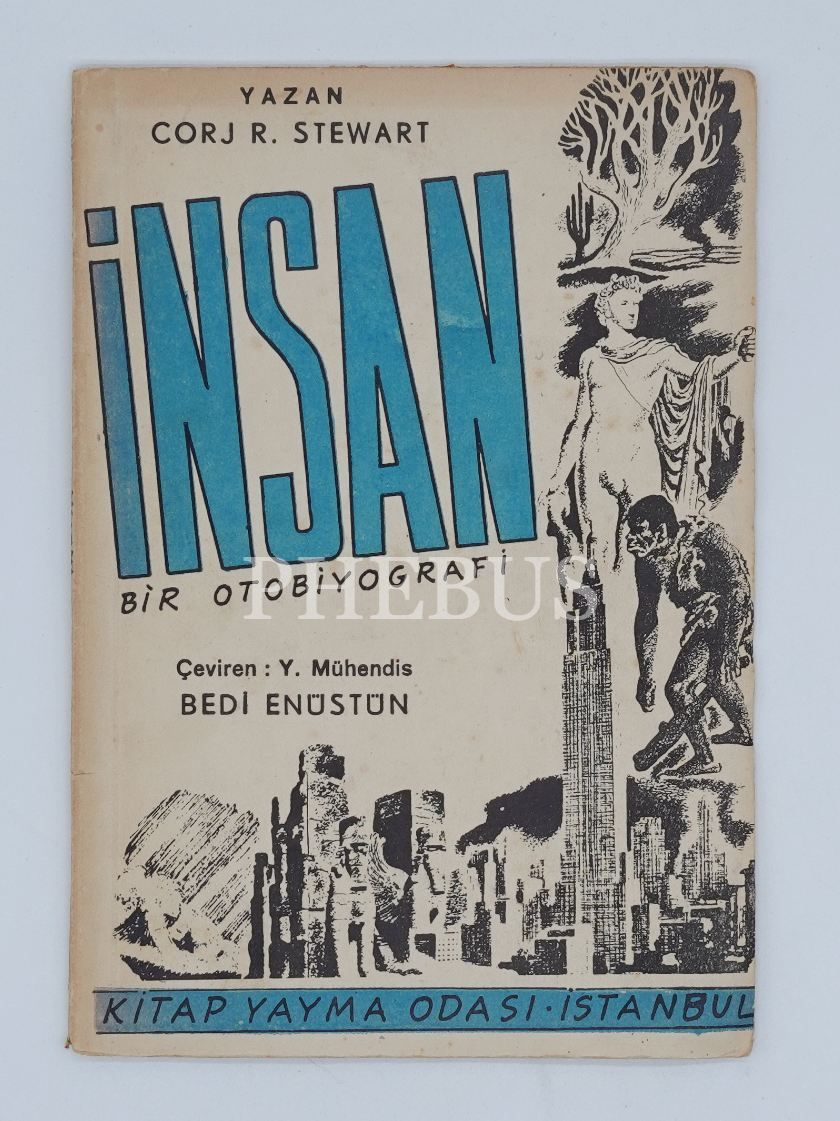 YAZAN
CORJ R. STEWART
İNSAN
BİR OTOBİYOGRAFİ
PHEBUS
Çeviren : Y. Mühendis
BEDİ ENÜSTÜN
KİTAP YAYMA ODASI · İSTANBUL